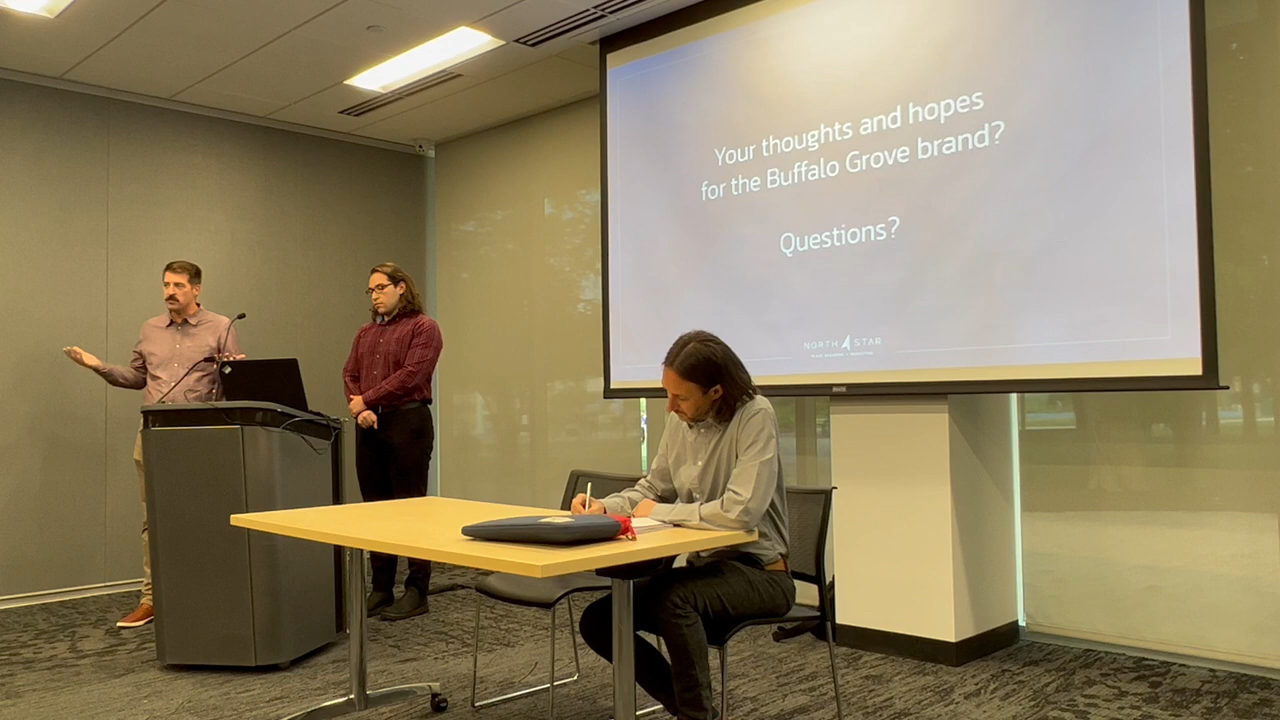 Your thoughts and hopes
for the Buffalo Grove brand?
Questions?
NORTH STAR